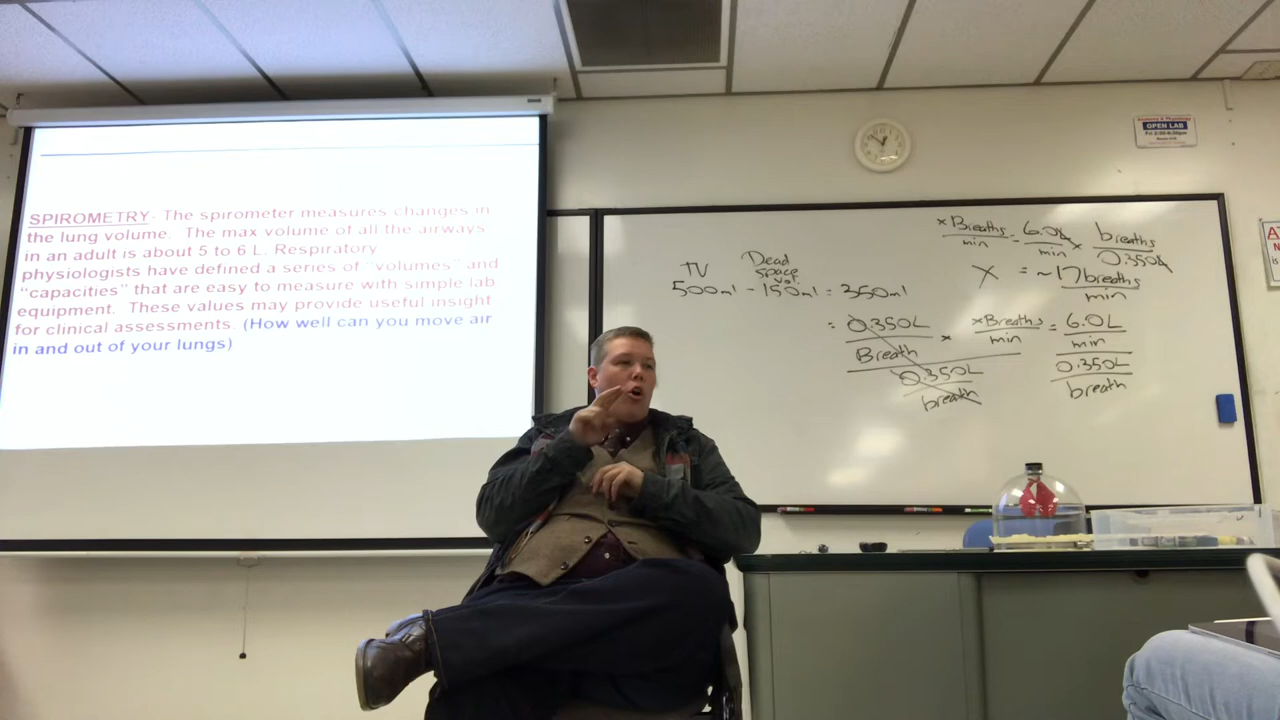 SPIROMETRY- The spirometer measures changes in
the lung volume. The max volume of all the airways
in an adult is about 5 to 6 L. Respiratory
physiologists have defined a series of "volumes" and
"capacities" that are easy to measure with simple lab
equipment. These values may provide useful insight
for clinical assessments. (How well can you move air
in and out of your lungs)
TV
500ml - 150ml = 350ml
Dead
space
vol.
= 0.350L
Breath
x Breaths
min
= 6.0L
min
0.350L
breath
0.350L
breath
x Breaths
min
= 6.0L
min
x breaths
0.350L
X = ~17breaths
min
Anatomy & Physiology
OPEN LAB